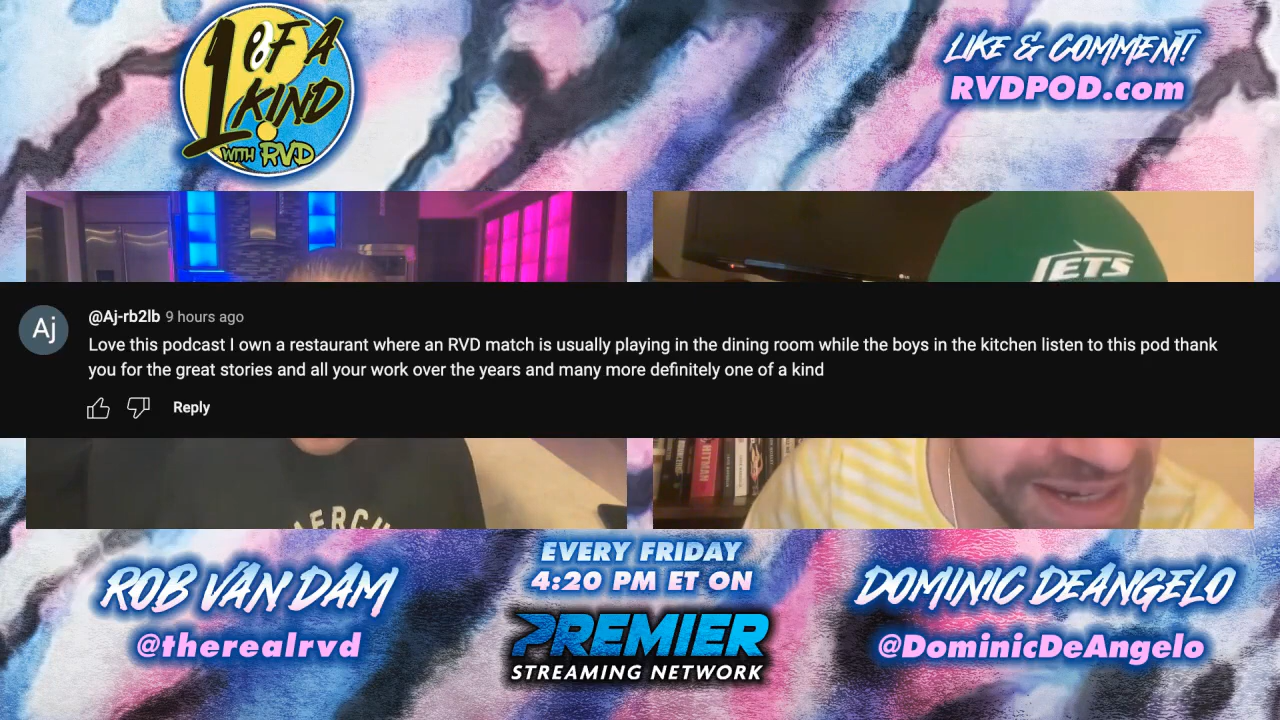 1 OF A
KIND
WITH RVD
LIKE & COMMENT!
RVDPOD.com
JETS
Aj
@Aj-rb2lb 9 hours ago
Love this podcast I own a restaurant where an RVD match is usually playing in the dining room while the boys in the kitchen listen to this pod thank
you for the great stories and all your work over the years and many more definitely one of a kind
Reply
HITMAN
ROB VAN DAM
@therealrvd
EVERY FRIDAY
4:20 PM ET ON
PREMIER
STREAMING NETWORK
DOMINIC DEANGELO
@DominicDeAngelo